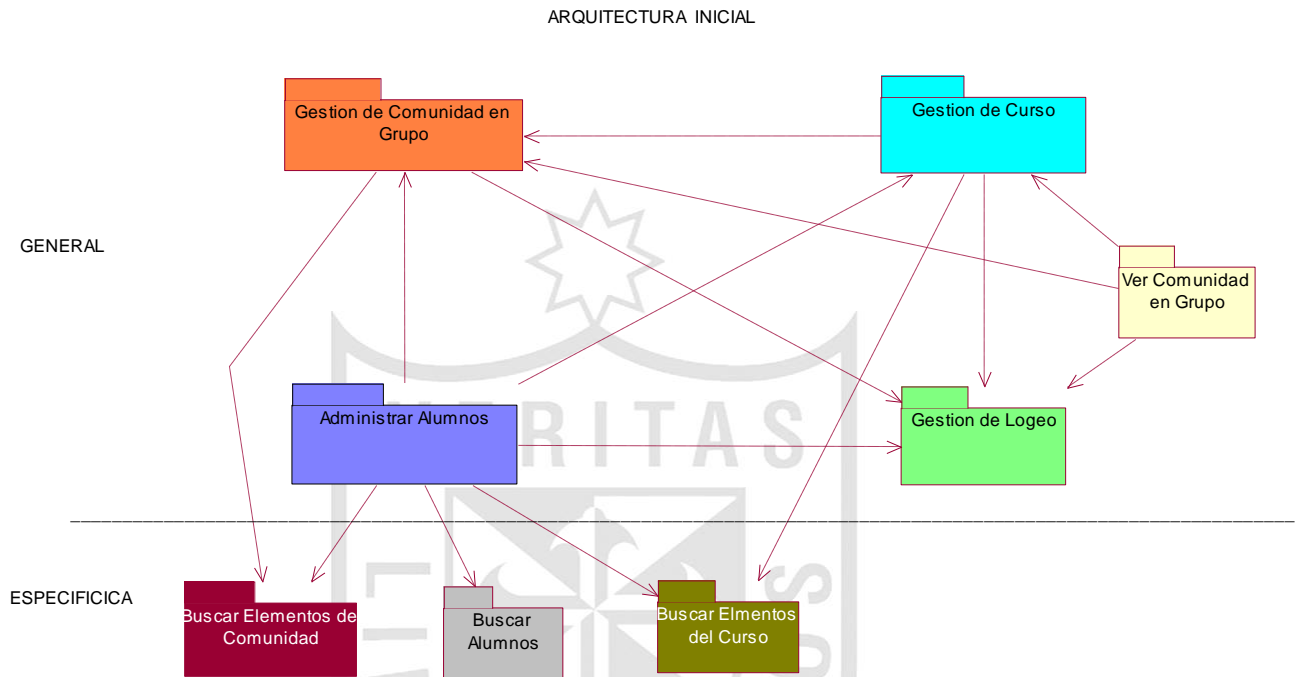 ARQUITECTURA INICIAL
Gestion de Comunidad en
Grupo
Gestion de Curso
GENERAL
Ver Comunidad
en Grupo
Administrar Alumnos
Gestion de Logeo
VERITAS
ESPECIFICICA
Buscar Elementos de
Comunidad
Buscar
Alumnos
Buscar Elmentos
del Curso